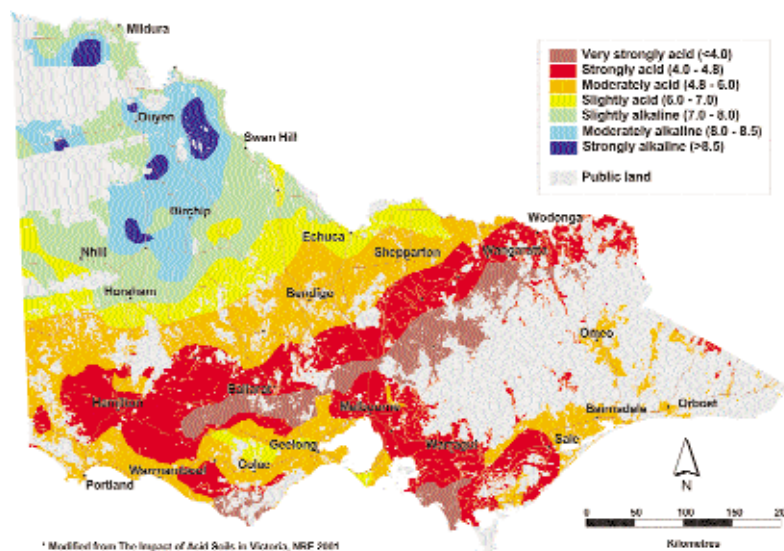 Mildura
Very strongly acid (<4.0)
Strongly acid (4.0 - 4.8)
Moderately acid (4.8 - 6.0)
Slightly acid (6.0 - 7.0)
Slightly alkaline (7.0 - 8.0)
Moderately alkaline (8.0 - 8.5)
Strongly alkaline (>8.5)
Public land
Ouyen
Swan Hill
Birchip
Wodonga
Echuca
Shepparton
Wangaratta
Nhill
Horsham
Bendigo
Omeo
Ballarat
Hamilton
Melbourne
Bairnsdale
Orbost
Geelong
Sale
Warrnambool
Colac
Portland
N
0 50 100 150 20
Kilometres
* Modified from The Impact of Acid Soils in Victoria, NRE 2001